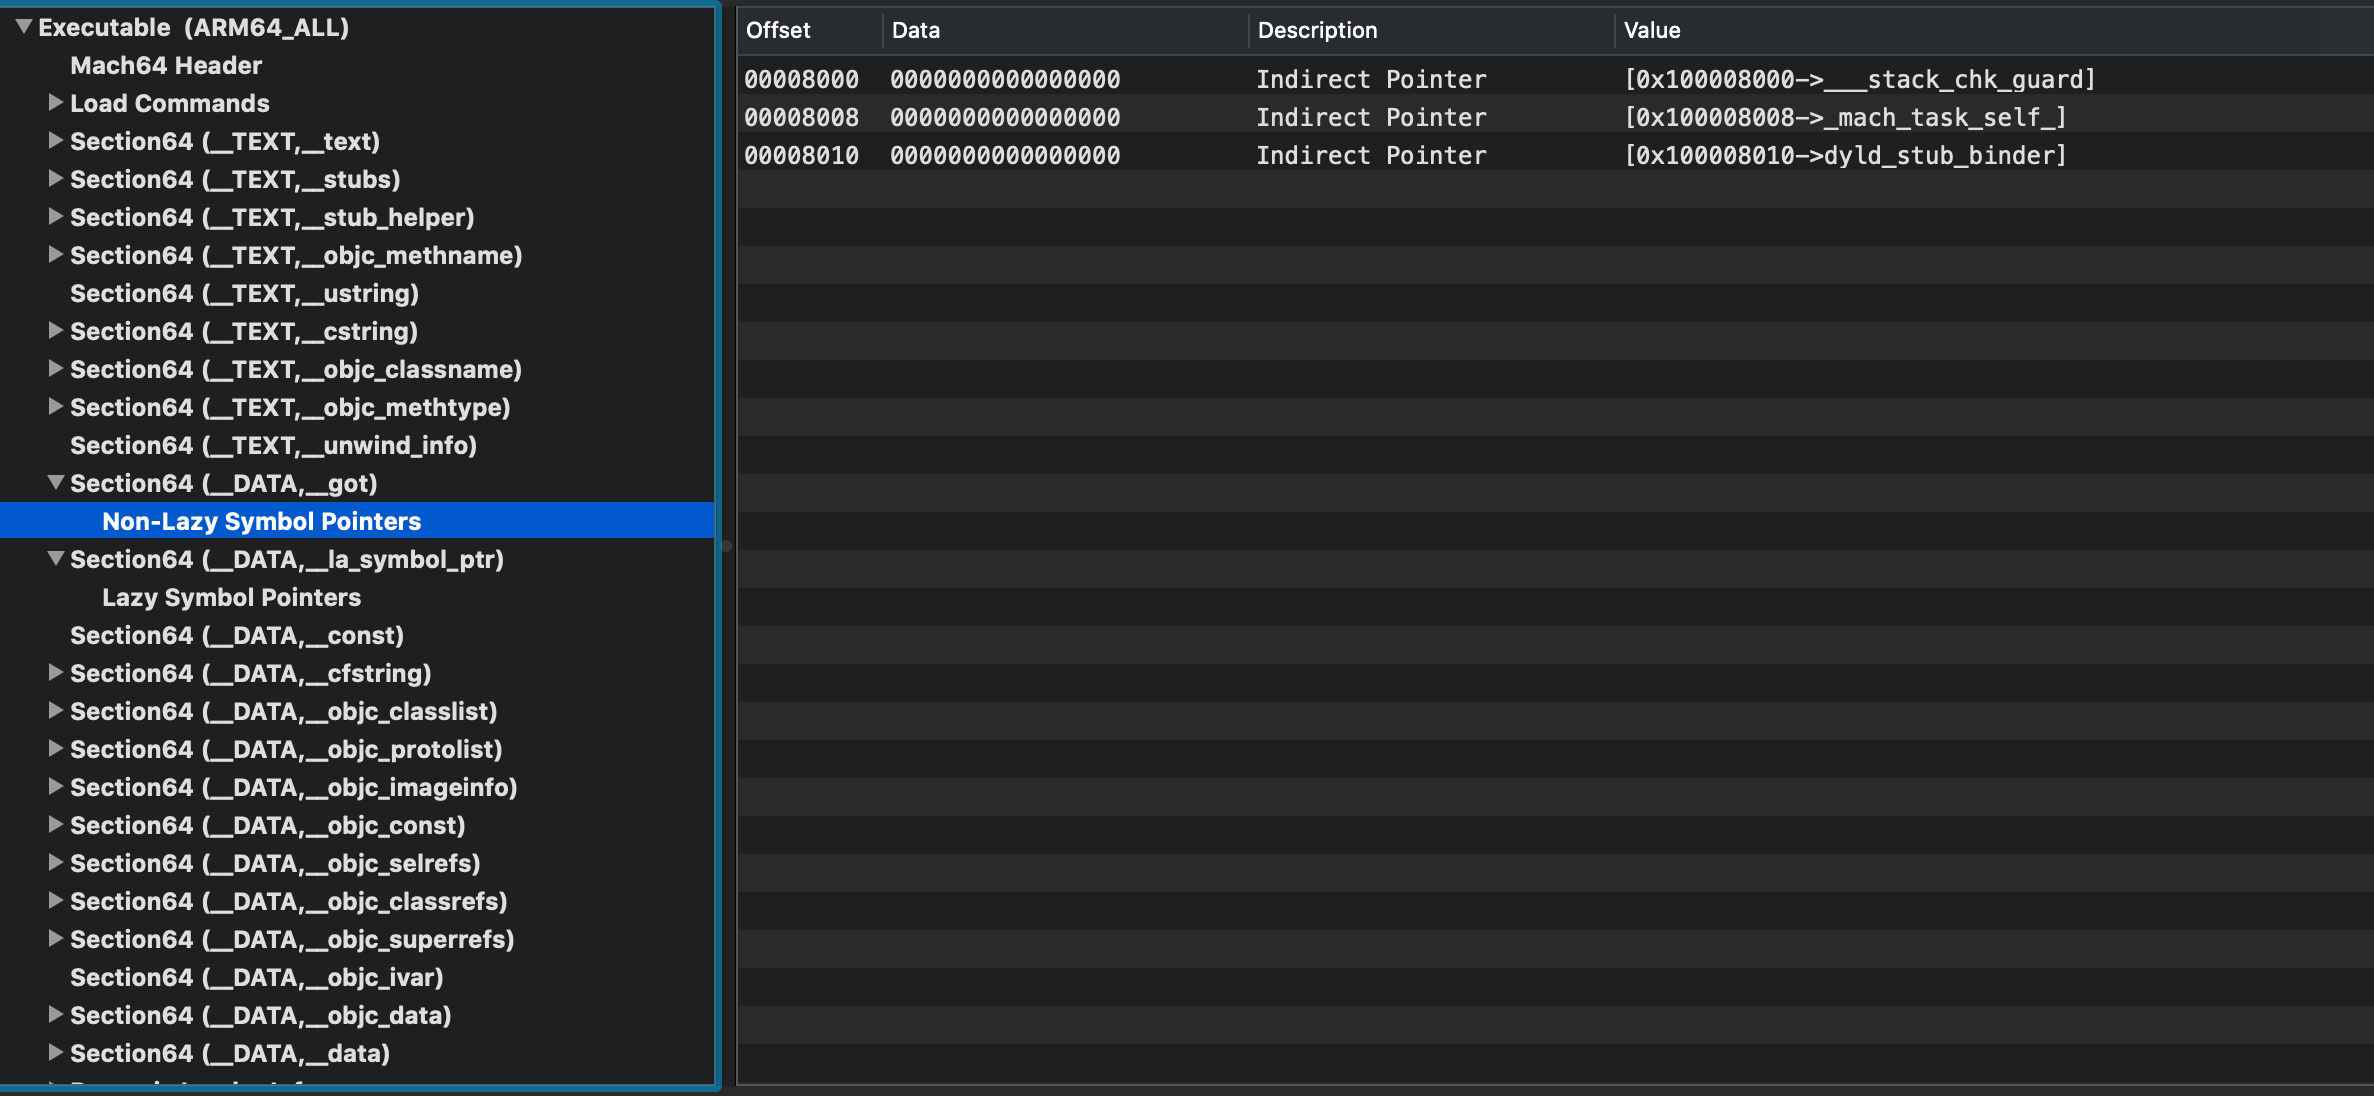 Executable (ARM64_ALL)
Mach64 Header
Load Commands
Section64 (__TEXT,__text)
Section64 (__TEXT,__stubs)
Section64 (__TEXT,__stub_helper)
Section64 (__TEXT,__objc_methname)
Section64 (__TEXT,__ustring)
Section64 (__TEXT,__cstring)
Section64 (__TEXT,__objc_classname)
Section64 (__TEXT,__objc_methtype)
Section64 (__TEXT,__unwind_info)
Section64 (__DATA,__got)
Non-Lazy Symbol Pointers
Section64 (__DATA,__la_symbol_ptr)
Lazy Symbol Pointers
Section64 (__DATA,__const)
Section64 (__DATA,__cfstring)
Section64 (__DATA,__objc_classlist)
Section64 (__DATA,__objc_protolist)
Section64 (__DATA,__objc_imageinfo)
Section64 (__DATA,__objc_const)
Section64 (__DATA,__objc_selrefs)
Section64 (__DATA,__objc_classrefs)
Section64 (__DATA,__objc_superrefs)
Section64 (__DATA,__objc_ivar)
Section64 (__DATA,__objc_data)
Section64 (__DATA,__data)
Offset Data Description Value
00008000 0000000000000000 Indirect Pointer [0x100008000->___stack_chk_guard]
00008008 0000000000000000 Indirect Pointer [0x100008008->_mach_task_self_]
00008010 0000000000000000 Indirect Pointer [0x100008010->dyld_stub_binder]